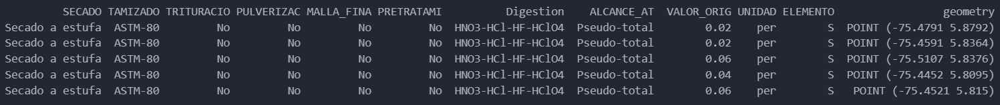 SECADO TAMIZADO TRITURACIO PULVERIZAC MALLA_FINA PRETRATAMI Digestion ALCANCE_AT VALOR_ORIG UNIDAD ELEMENTO geometry
Secado a estufa ASTM-80 No No No No HNO3-HCl-HF-HClO4 Pseudo-total 0.02 per S POINT (-75.4791 5.8792)
Secado a estufa ASTM-80 No No No No HNO3-HCl-HF-HClO4 Pseudo-total 0.02 per S POINT (-75.4591 5.8364)
Secado a estufa ASTM-80 No No No No HNO3-HCl-HF-HClO4 Pseudo-total 0.06 per S POINT (-75.5107 5.8376)
Secado a estufa ASTM-80 No No No No HNO3-HCl-HF-HClO4 Pseudo-total 0.04 per S POINT (-75.4452 5.8095)
Secado a estufa ASTM-80 No No No No HNO3-HCl-HF-HClO4 Pseudo-total 0.06 per S POINT (-75.4521 5.815)